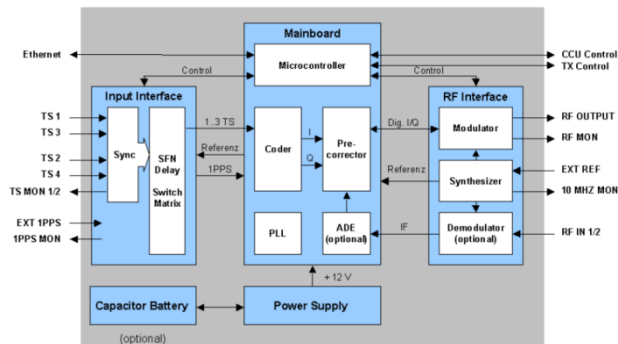 Mainboard
Ethernet
Microcontroller
CCU Control
TX Control
Control
Control
Input Interface
RF Interface
TS 1
TS 3
TS 2
TS 4
TS MON 1/2
EXT 1PPS
1PPS MON
Sync
SFN
Delay
Switch
Matrix
1..3 TS
Referenz
1PPS
Coder
I
Q
Pre-
corrector
PLL
ADE
(optional)
Dig. I/Q
Referenz
IF
Modulator
Synthesizer
Demodulator
(optional)
RF OUTPUT
RF MON
EXT REF
10 MHZ MON
RF IN 1/2
+ 12 V
Capacitor Battery
Power Supply
(optional)